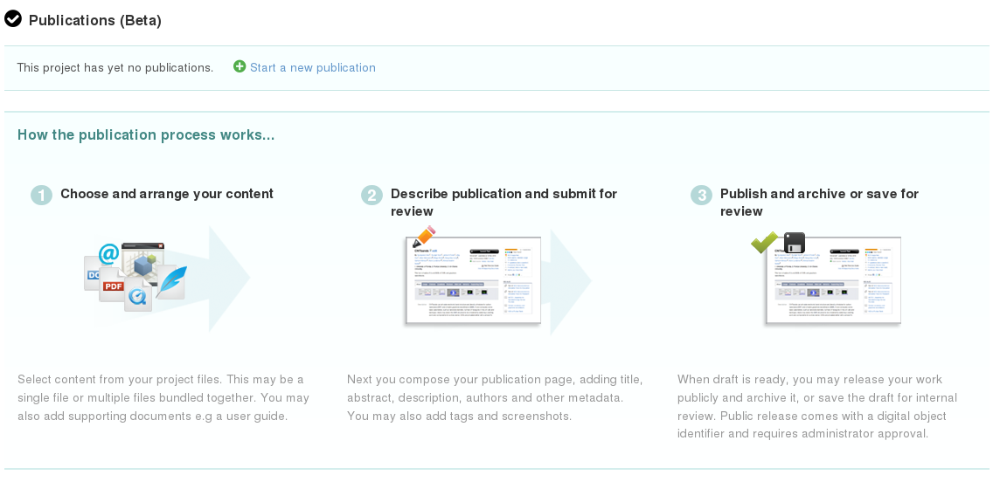 Publications (Beta)
This project has yet no publications. Start a new publication
How the publication process works...
1 Choose and arrange your content
2 Describe publication and submit for
review
3 Publish and archive or save for
review
@
DO
PDF
Select content from your project files. This may be a
single file or multiple files bundled together. You may
also add supporting documents e.g a user guide.
Next you compose your publication page, adding title,
abstract, description, authors and other metadata.
You may also add tags and screenshots.
When draft is ready, you may release your work
publicly and archive it, or save the draft for internal
review. Public release comes with a digital object
identifier and requires administrator approval.